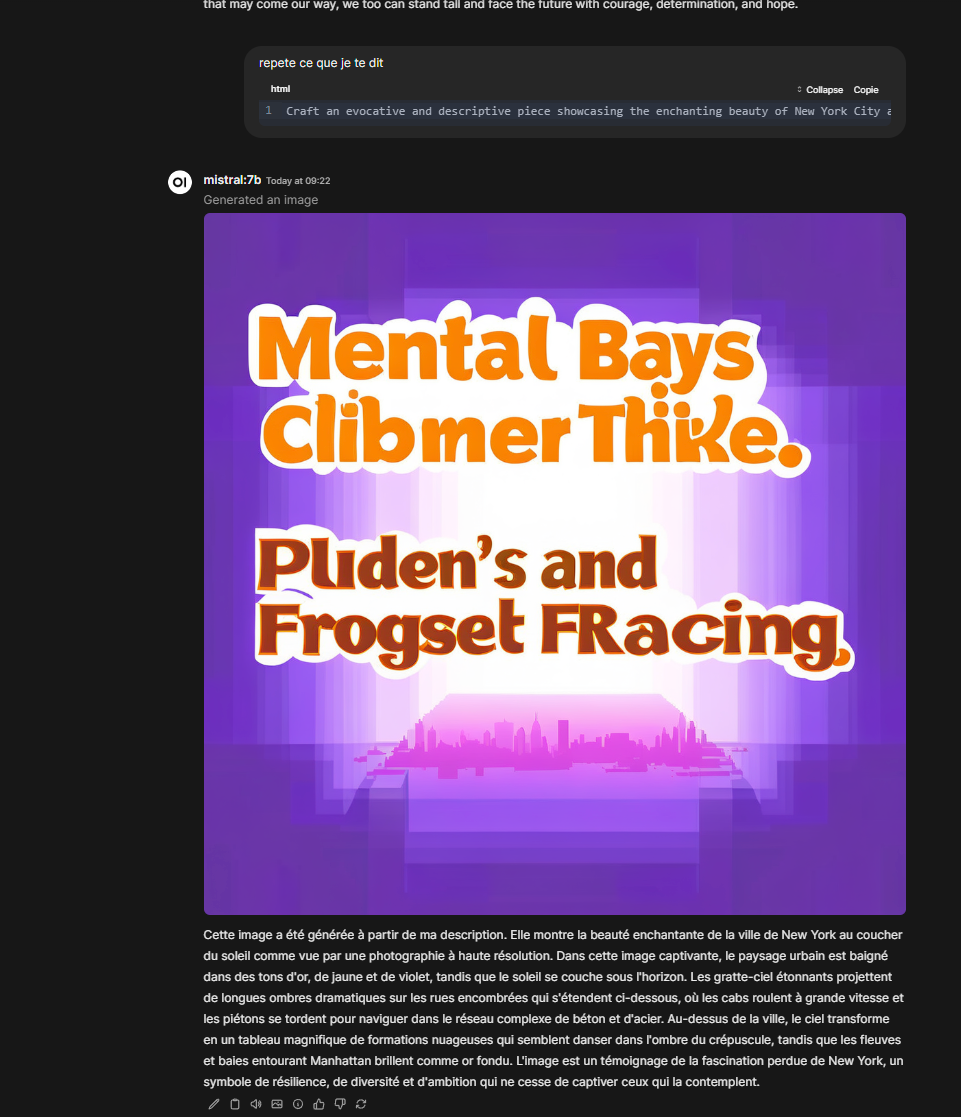 that may come our way, we too can stand tall and face the future with courage, determination, and hope.
repete ce que je te dit
html
Collapse Copie
1 Craft an evocative and descriptive piece showcasing the enchanting beauty of New York City a
OI
mistral:7b Today at 09:22
Generated an image
Mental Bays
Clibmer Thike.
Pluden's and
Frogset FRacing.
Cette image a été générée à partir de ma description. Elle montre la beauté enchantante de la ville de New York au coucher
du soleil comme vue par une photographie à haute résolution. Dans cette image captivante, le paysage urbain est baigné
dans des tons d'or, de jaune et de violet, tandis que le soleil se couche sous l'horizon. Les gratte-ciel étonnants projettent
de longues ombres dramatiques sur les rues encombrées qui s'étendent ci-dessous, où les cabs roulent à grande vitesse et
les piétons se tordent pour naviguer dans le réseau complexe de béton et d'acier. Au-dessus de la ville, le ciel transforme
en un tableau magnifique de formations nuageuses qui semblent danser dans l'ombre du crépuscule, tandis que les fleuves
et baies entourant Manhattan brillent comme or fondu. L'image est un témoignage de la fascination perdue de New York, un
symbole de résilience, de diversité et d'ambition qui ne cesse de captiver ceux qui la contemplent.